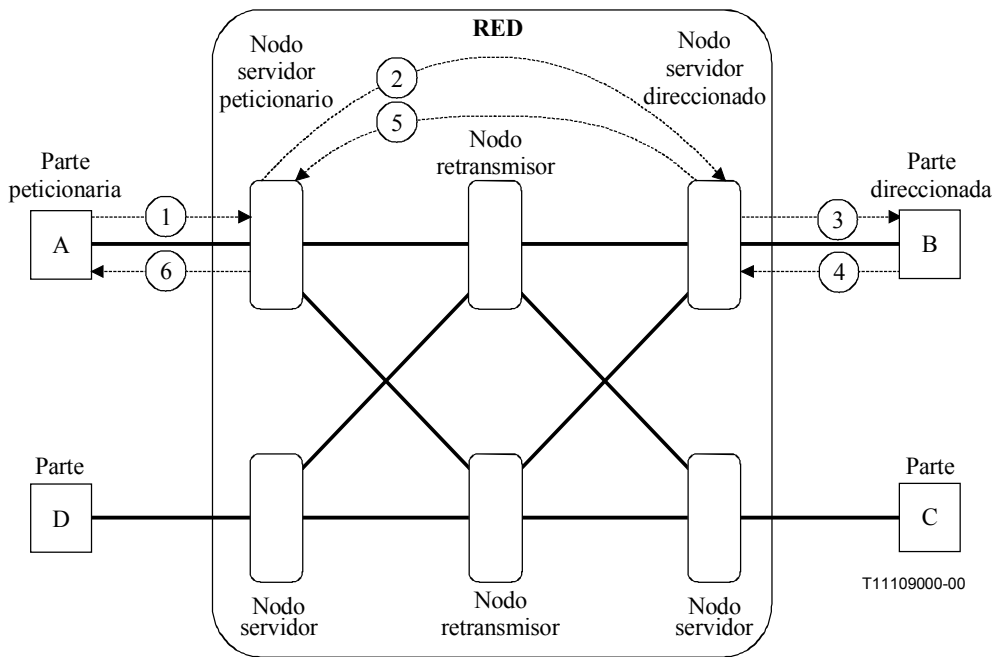 RED
Nodo
servidor
peticionario
2
Nodo
servidor
direccionado
5
Nodo
retransmisor
Parte
peticionaria
Parte
direccionada
1
3
A
B
6
4
Parte
Parte
D
C
T11109000-00
Nodo
servidor
Nodo
retransmisor
Nodo
servidor